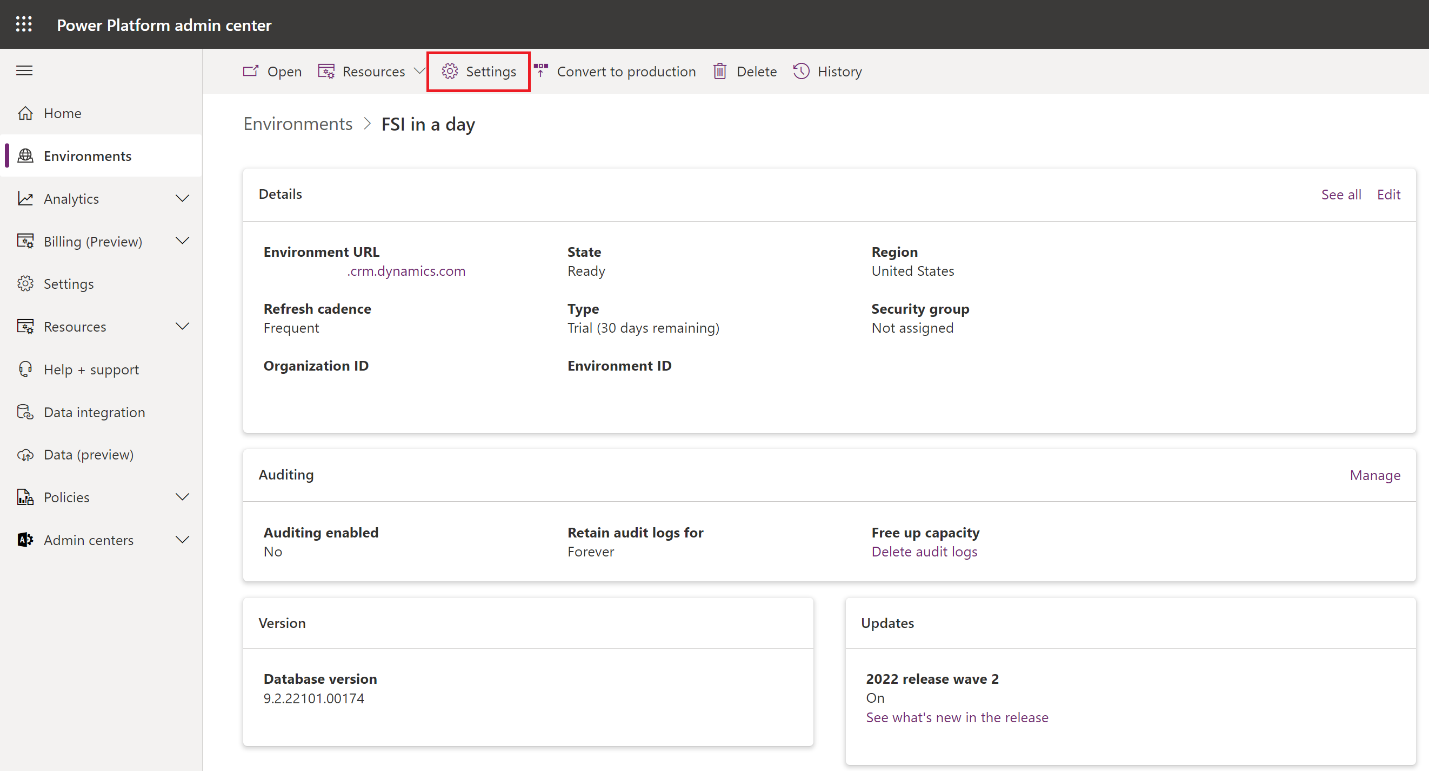 Power Platform admin center
Open Resources Settings Convert to production Delete History
Home
Environments
Analytics
Billing (Preview)
Settings
Resources
Help + support
Data integration
Data (preview)
Policies
Admin centers
Environments > FSI in a day
Details See all Edit
Environment URL State Region
.crm.dynamics.com Ready United States
Refresh cadence Type Security group
Frequent Trial (30 days remaining) Not assigned
Organization ID Environment ID
Auditing Manage
Auditing enabled Retain audit logs for Free up capacity
No Forever Delete audit logs
Version
Database version
9.2.22101.00174
Updates
2022 release wave 2
On
See what's new in the release